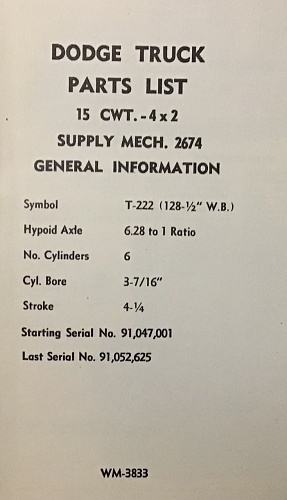 DODGE TRUCK
PARTS LIST
15 CWT. - 4 x 2
SUPPLY MECH. 2674
GENERAL INFORMATION
Symbol T-222 (128-½" W.B.)
Hypoid Axle 6.28 to 1 Ratio
No. Cylinders 6
Cyl. Bore 3-7/16"
Stroke 4-¼
Starting Serial No. 91,047,001
Last Serial No. 91,052,625
WM-3833